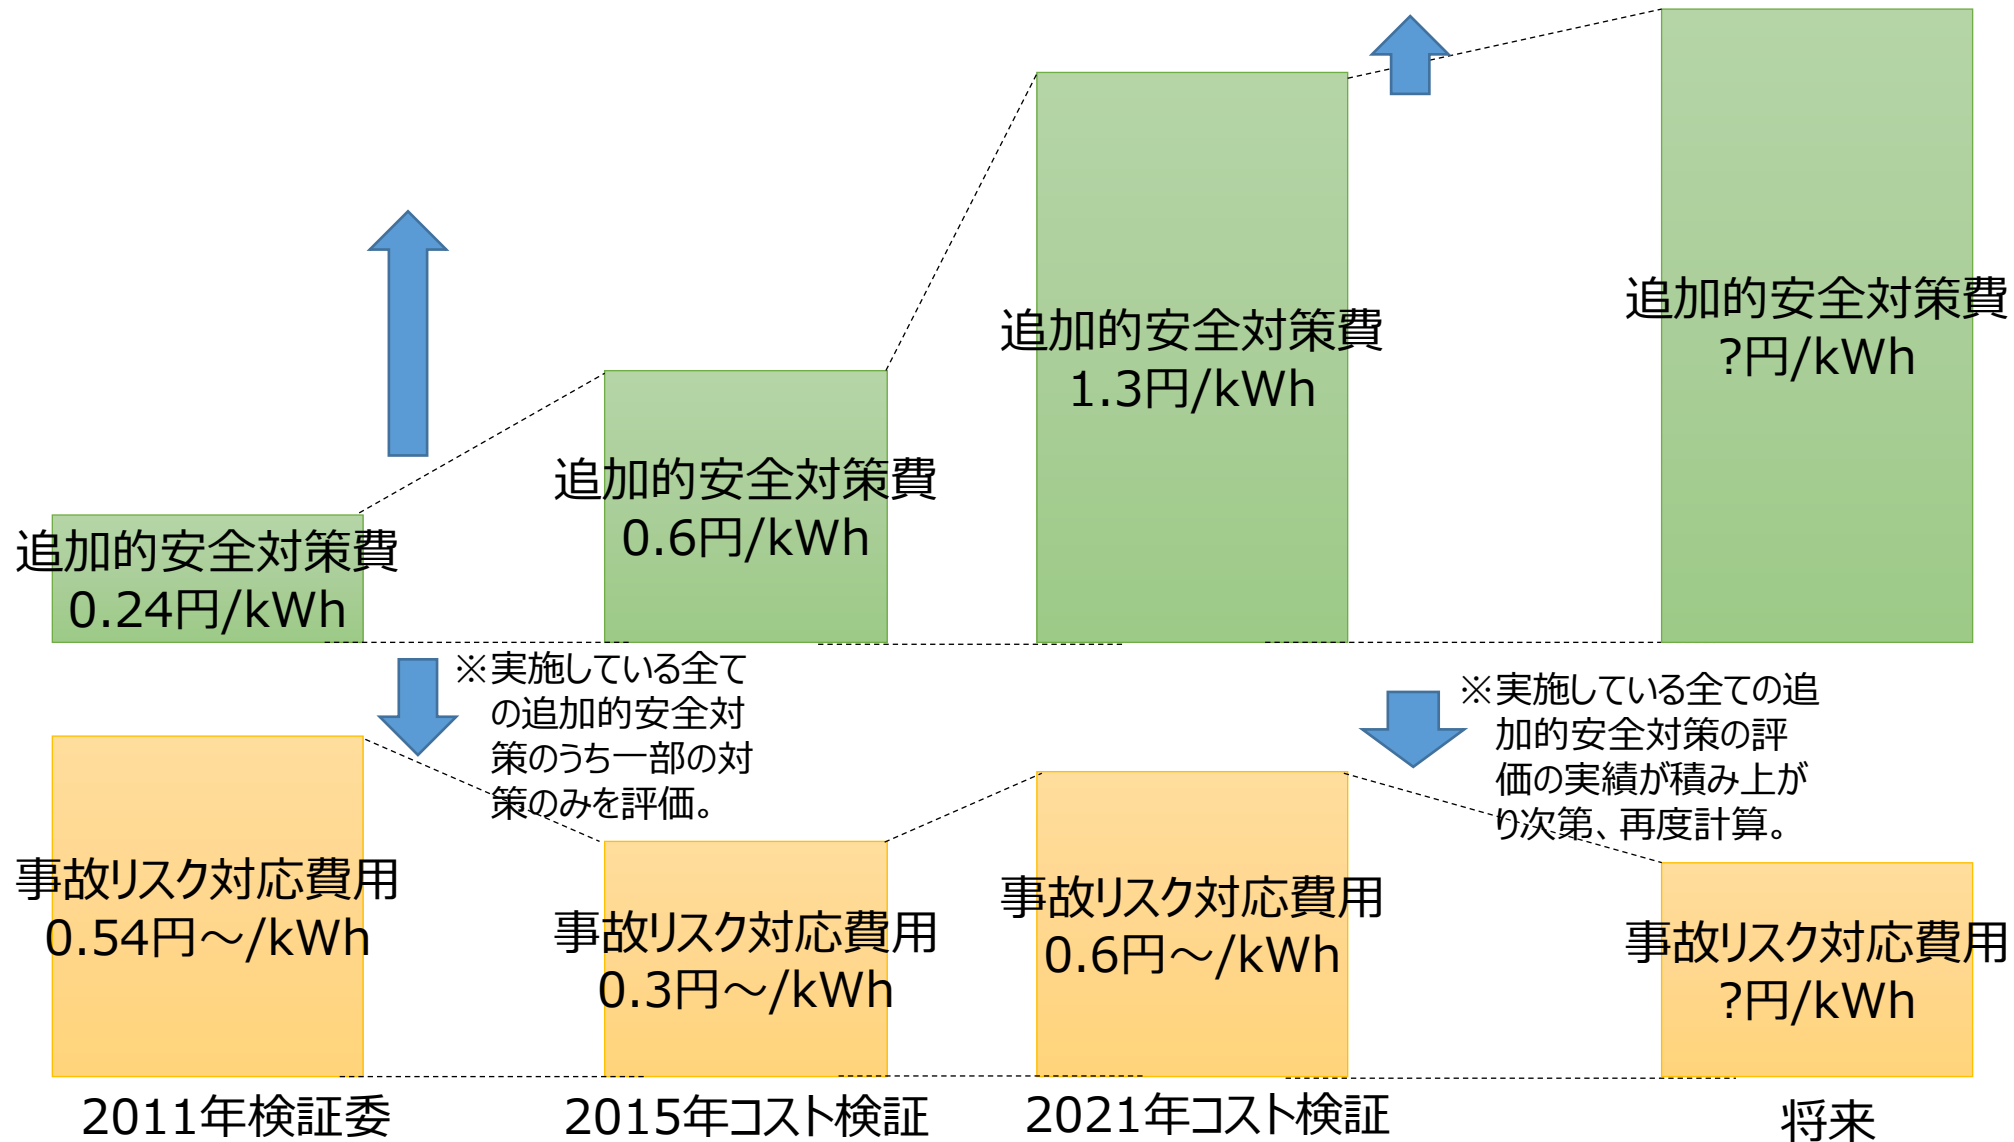 追加的安全対策費
0.24円/kWh
追加的安全対策費
0.6円/kWh
追加的安全対策費
1.3円/kWh
追加的安全対策費
?円/kWh
※実施している全て
の追加的安全対
策のうち一部の対
策のみを評価。
※実施している全ての追
加的安全対策の評
価の実績が積み上が
り次第、再度計算。
事故リスク対応費用
0.54円～/kWh
事故リスク対応費用
0.3円～/kWh
事故リスク対応費用
0.6円～/kWh
事故リスク対応費用
?円/kWh
2011年検証委
2015年コスト検証
2021年コスト検証
将来